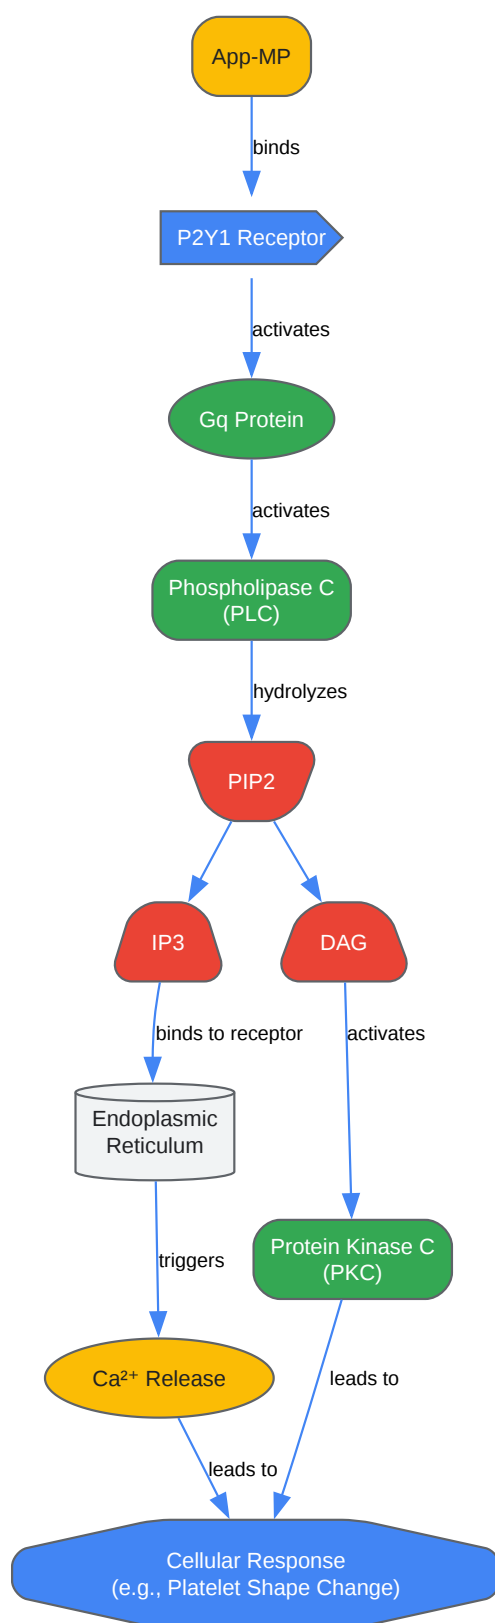 App-MP
binds
P2Y1 Receptor
activates
Gq Protein
activates
Phospholipase C
(PLC)
hydrolyzes
PIP2
IP3
DAG
binds to receptor
activates
Endoplasmic
Reticulum
Protein Kinase C
(PKC)
triggers
Ca²⁺ Release
leads to
leads to
Cellular Response
(e.g., Platelet Shape Change)